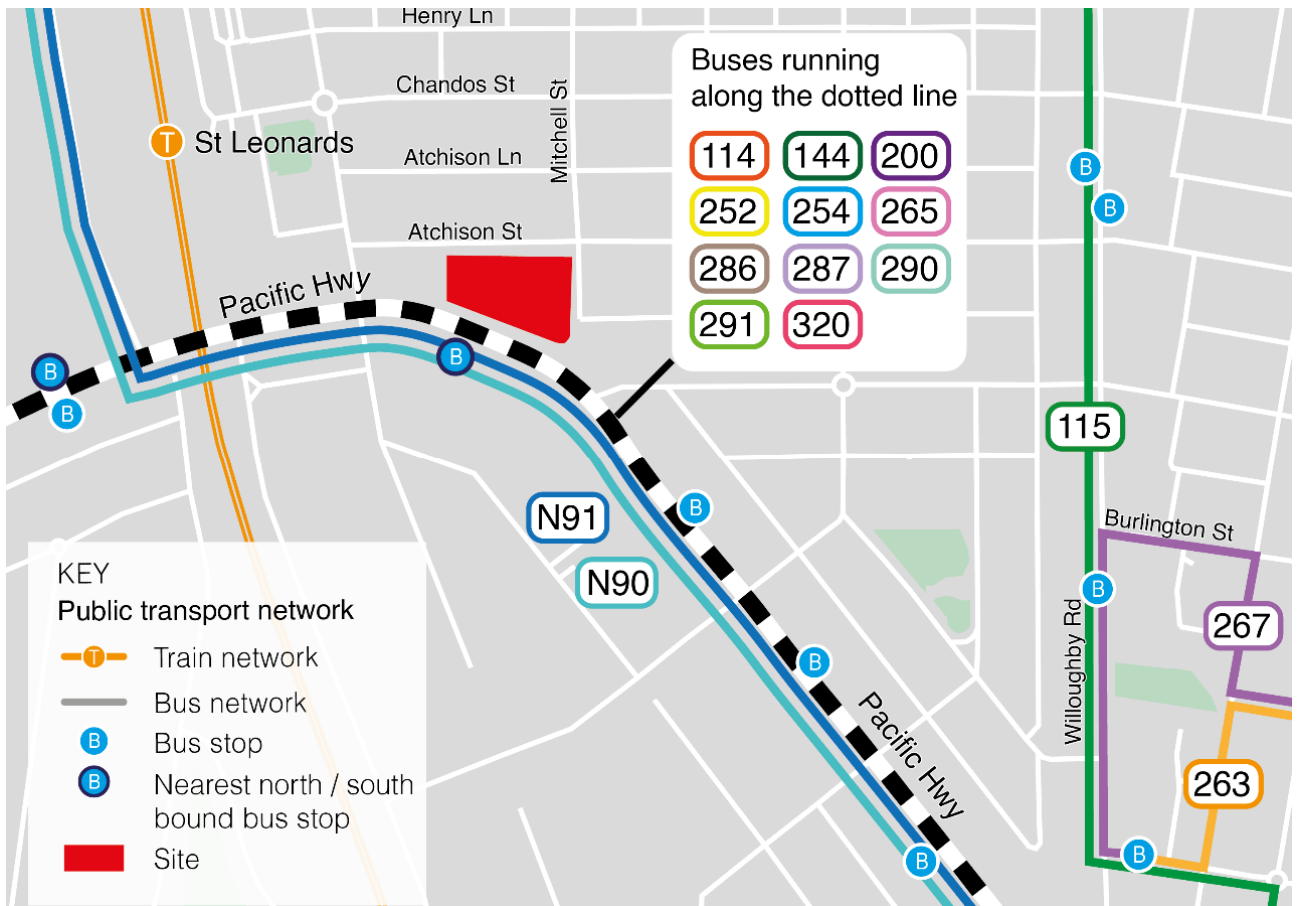 Henry Ln
Chandos St
Mitchell St
T
St Leonards
Atchison Ln
Atchison St
Pacific Hwy
Buses running
along the dotted line
114 144 200
252 254 265
286 287 290
291 320
B
B
B
B
B
115
N91
N90
B
B
B
Burlington St
B
Willoughby Rd
267
Pacific Hwy
263
B
KEY
Public transport network
T Train network
Bus network
B Bus stop
B Nearest north / south
bound bus stop
Site